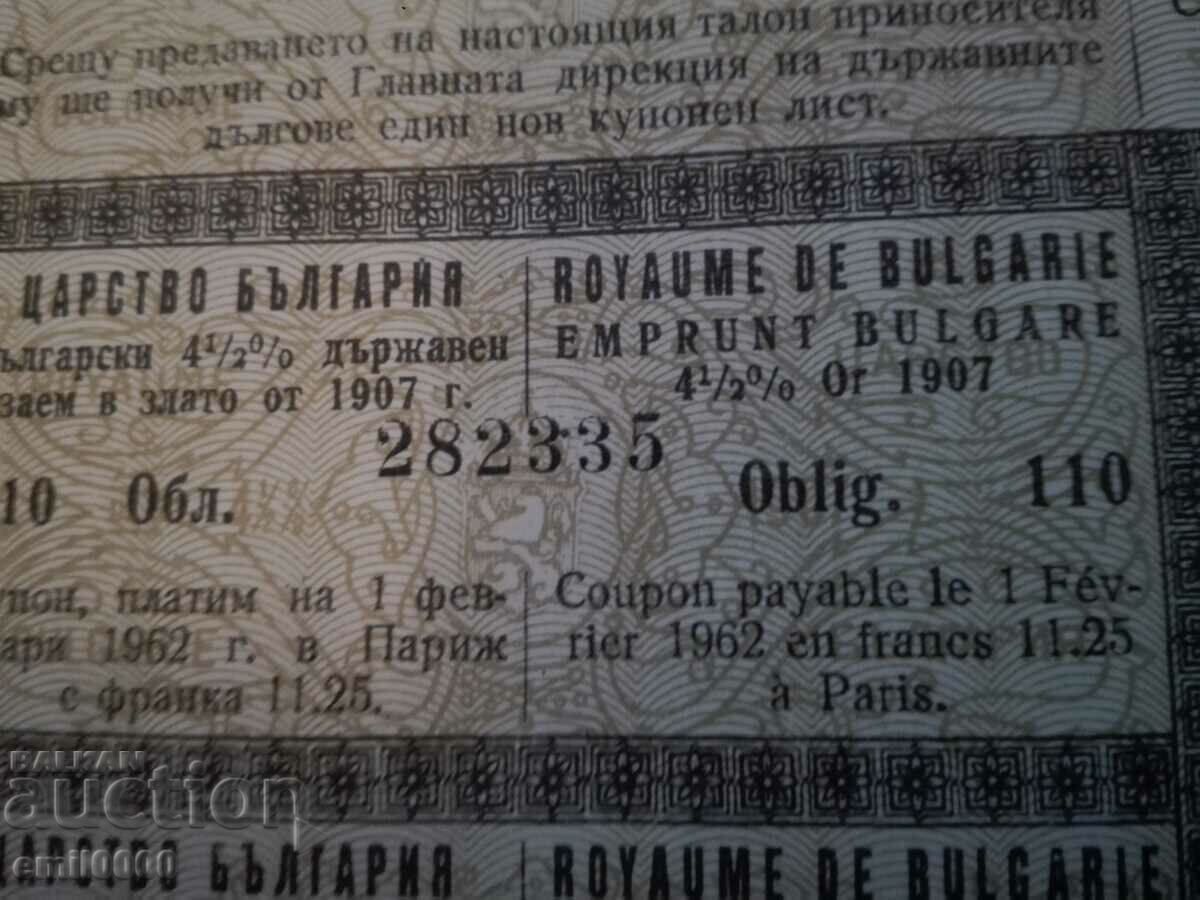 Срещу предаването на настоящия талон приносителя
му ще получи от Главната дирекция на държавните
дългове един нов купонен лист.
ЦАРСТВО БЪЛГАРИЯ
ългарски 4½% държавен
заем в злато от 1907 г.
ROYAUME DE BULGARIE
EMPRUNT BULGARE
4½% Or 1907
282335
10 Обл.
Oblig. 110
упон, платим на 1 фев-
ари 1962 г. в Париж
с франка 11.25.
Coupon payable le 1 Fév-
rier 1962 en francs 11.25
à Paris.
BALKAN
auction
emil0000
ЦАРСТВО БЪЛГАРИЯ
ROYAUME DE BULGARIE